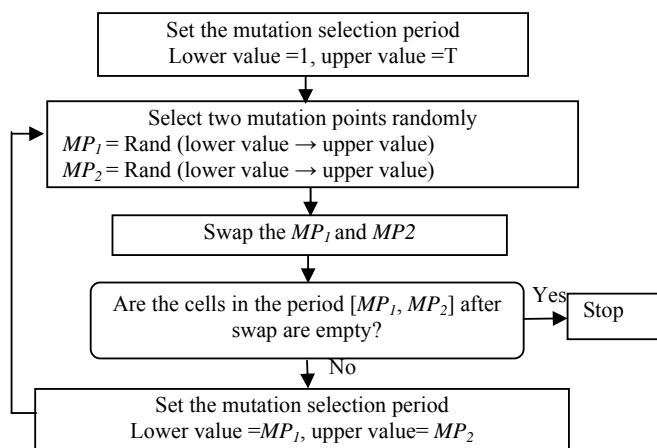 Set the mutation selection period
Lower value =1, upper value =T
Select two mutation points randomly
MP1 = Rand (lower value → upper value)
MP2 = Rand (lower value → upper value)
Swap the MP1 and MP2
Are the cells in the period [MP1, MP2] after
swap are empty?
Yes
Stop
No
Set the mutation selection period
Lower value =MP1, upper value= MP2